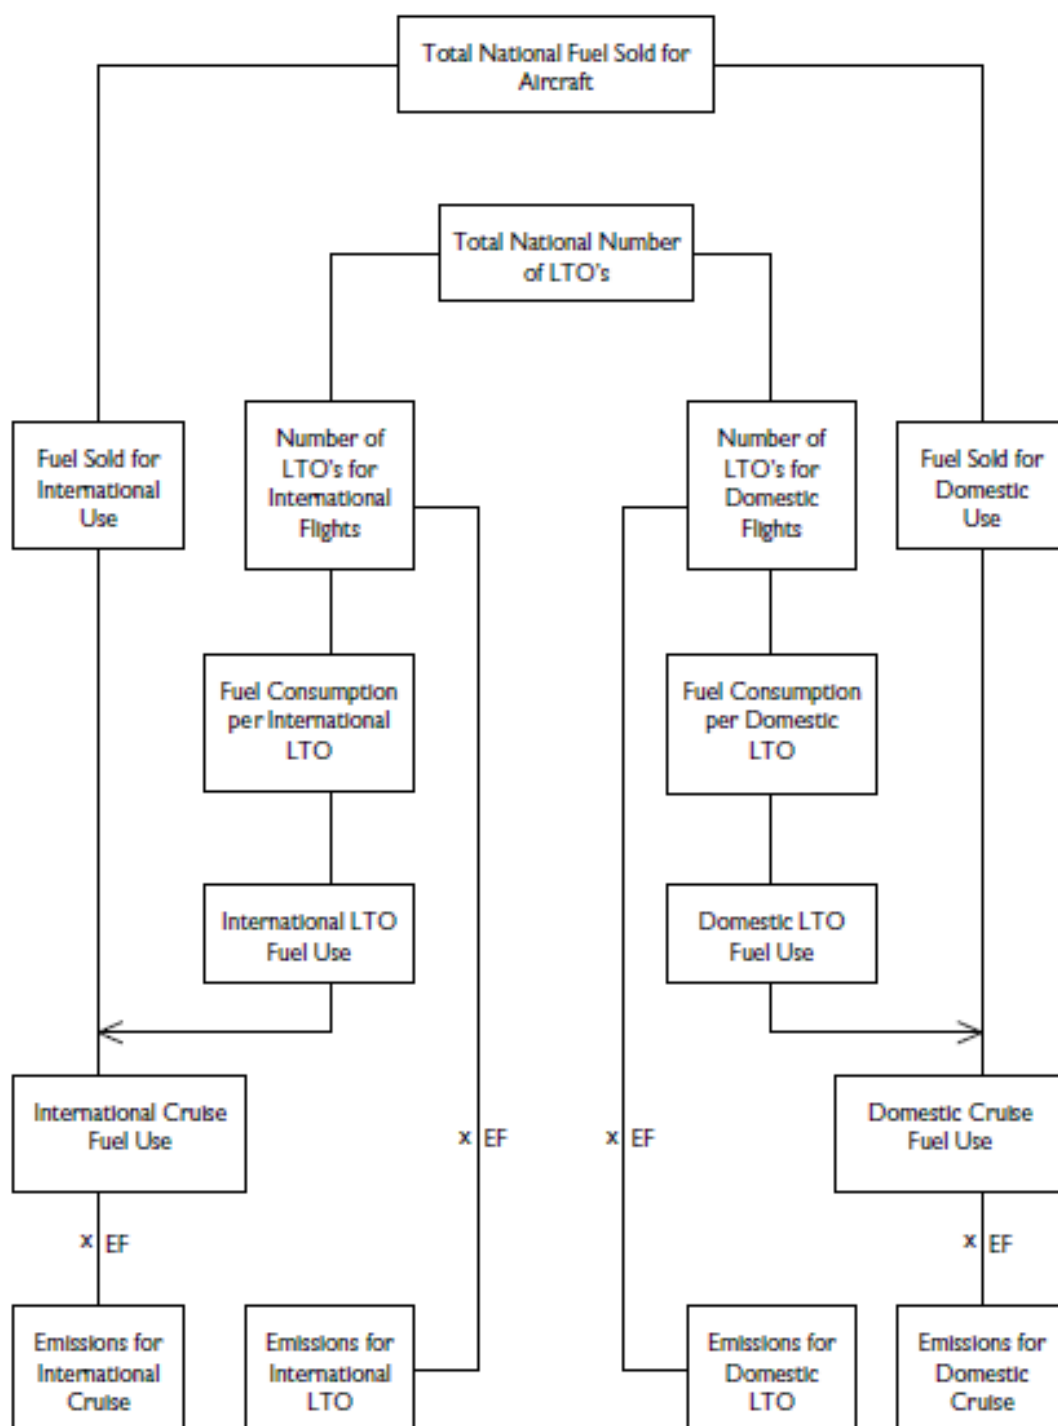 Total National Fuel Sold for
Aircraft
Total National Number
of LTO's
Fuel Sold for
International
Use
Number of
LTO's for
International
Flights
Number of
LTO's for
Domestic
Flights
Fuel Sold for
Domestic
Use
Fuel Consumption
per International
LTO
Fuel Consumption
per Domestic
LTO
International LTO
Fuel Use
Domestic LTO
Fuel Use
International Cruise
Fuel Use
x EF
x EF
Domestic Cruise
Fuel Use
x EF
x EF
Emissions for
International
Cruise
Emissions for
International
LTO
Emissions for
Domestic
LTO
Emissions for
Domestic
Cruise